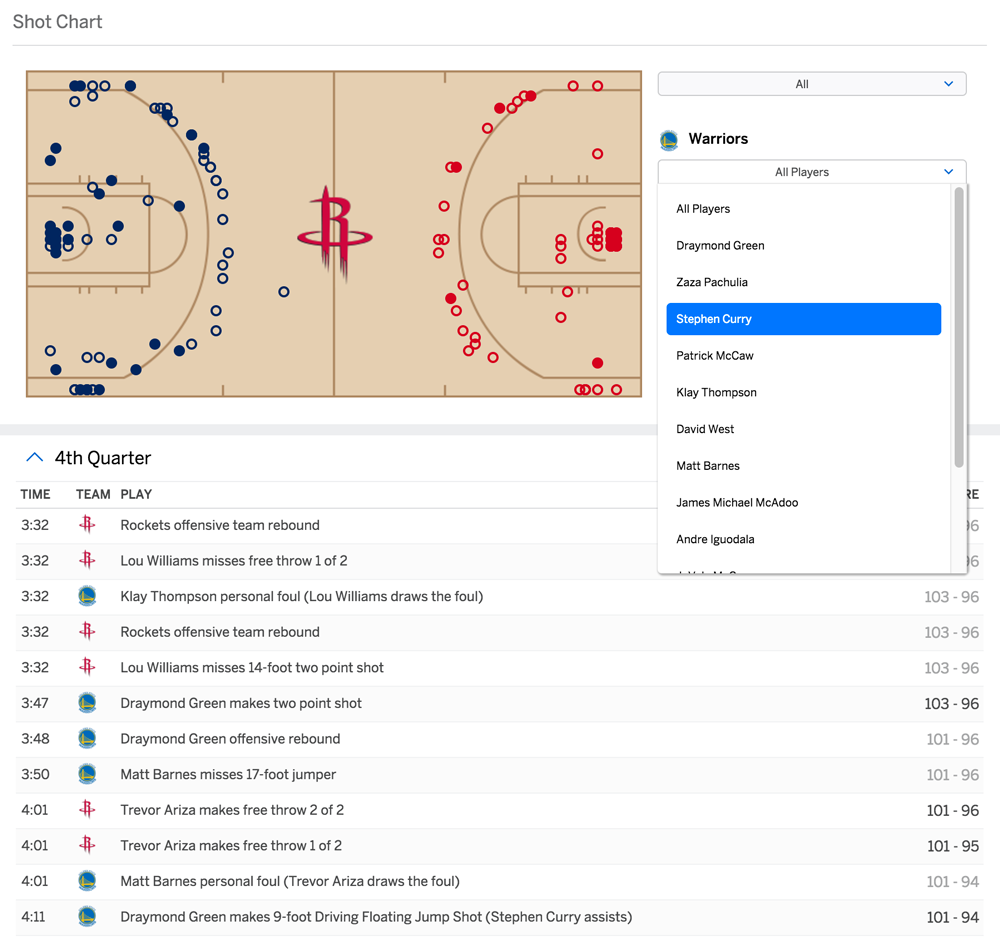 Shot Chart
All
Warriors
All Players
All Players
Draymond Green
Zaza Pachulia
Stephen Curry
Patrick McCaw
Klay Thompson
David West
Matt Barnes
James Michael McAdoo
Andre Iguodala
4th Quarter
TIME TEAM PLAY RE
3:32 Rockets offensive team rebound 96
3:32 Lou Williams misses free throw 1 of 2 96
3:32 Klay Thompson personal foul (Lou Williams draws the foul) 103 - 96
3:32 Rockets offensive team rebound 103 - 96
3:32 Lou Williams misses 14-foot two point shot 103 - 96
3:47 Draymond Green makes two point shot 103 - 96
3:48 Draymond Green offensive rebound 101 - 96
3:50 Matt Barnes misses 17-foot jumper 101 - 96
4:01 Trevor Ariza makes free throw 2 of 2 101 - 96
4:01 Trevor Ariza makes free throw 1 of 2 101 - 95
4:01 Matt Barnes personal foul (Trevor Ariza draws the foul) 101 - 94
4:11 Draymond Green makes 9-foot Driving Floating Jump Shot (Stephen Curry assists) 101 - 94